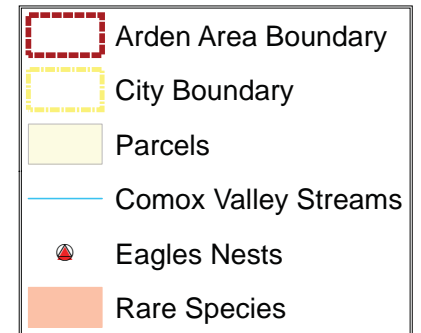 Arden Area Boundary
City Boundary
Parcels
Comox Valley Streams
Eagles Nests
Rare Species